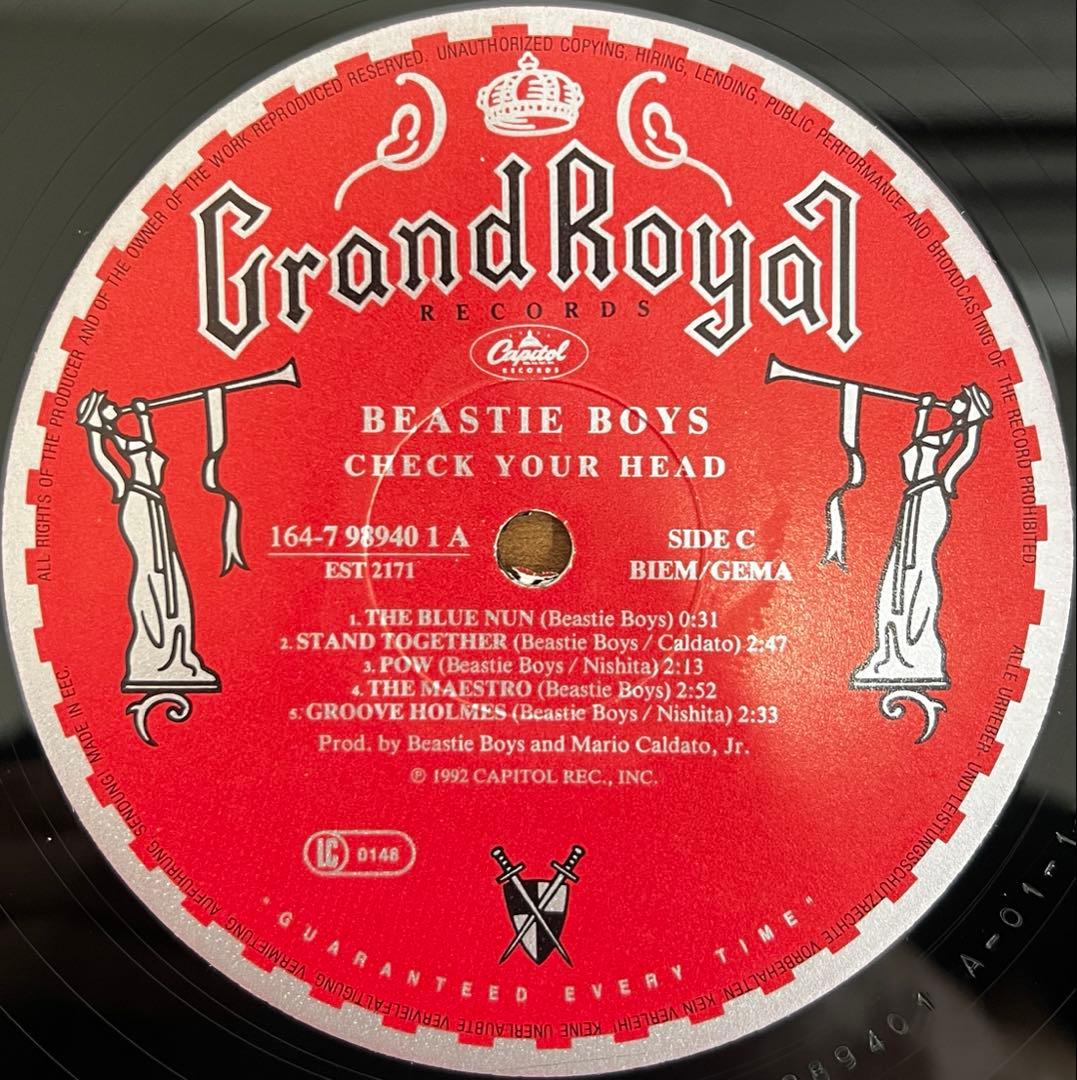 ALL RIGHTS OF THE PRODUCER AND OF THE OWNER OF THE WORK REPRODUCED RESERVED. UNAUTHORIZED COPYING, HIRING, LENDING, PUBLIC PERFORMANCE AND BROADCASTING OF THE RECORD PROHIBITED.
Grand Royal
RECORDS
Capitol
RECORDS
BEASTIE BOYS
CHECK YOUR HEAD
164-7 98940 1 A
EST 2171
SIDE C
BIEM/GEMA
1. THE BLUE NUN (Beastie Boys) 0:31
2. STAND TOGETHER (Beastie Boys / Caldato) 2:47
3. POW (Beastie Boys / Nishita) 2:13
4. THE MAESTRO (Beastie Boys) 2:52
5. GROOVE HOLMES (Beastie Boys / Nishita) 2:33
Prod. by Beastie Boys and Mario Caldato, Jr.
℗ 1992 CAPITOL REC., INC.
LC 0148
"GUARANTEED EVERY TIME"
ALLE URHEBER- UND LEISTUNGSSCHUTZRECHTE VORBEHALTEN. KEIN VERLEIH! KEINE UNERLAUBTE VERVIELFÄLTIGUNG, VERMIETUNG, AUFFÜHRUNG, SENDUNG! MADE IN EEC.
989401 A-01-1